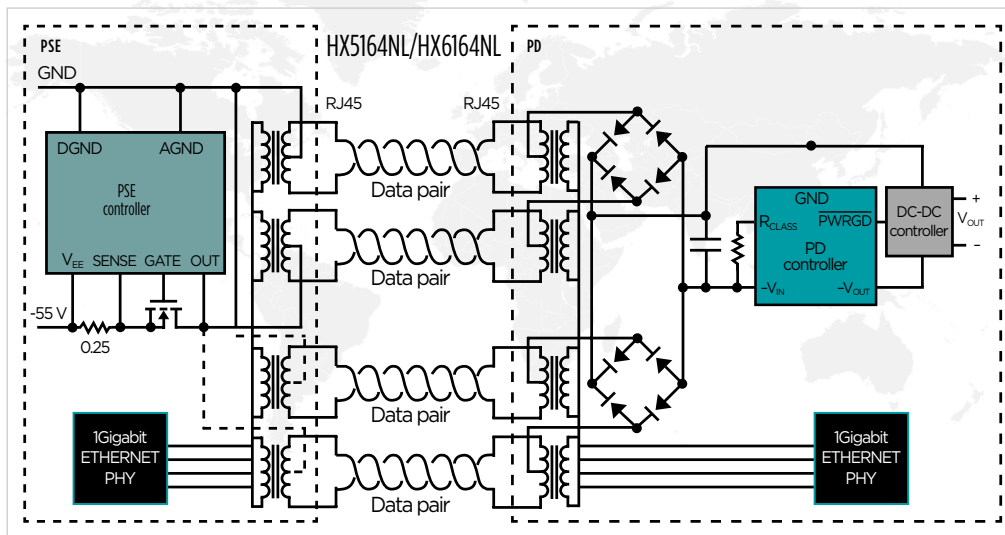 PSE
HX5164NL/HX6164NL
PD
GND
RJ45
RJ45
DGND
AGND
PSE
controller
VEE
SENSE
GATE
OUT
-55 V
0.25
Data pair
Data pair
Data pair
Data pair
GND
RCLASS
PWRGD
PD
controller
–VIN
–VOUT
DC-DC
controller
+
VOUT
–
1Gigabit
ETHERNET
PHY
1Gigabit
ETHERNET
PHY